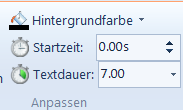 Hintergrundfarbe
Startzeit: 0.00s
Textdauer: 7.00
Anpassen